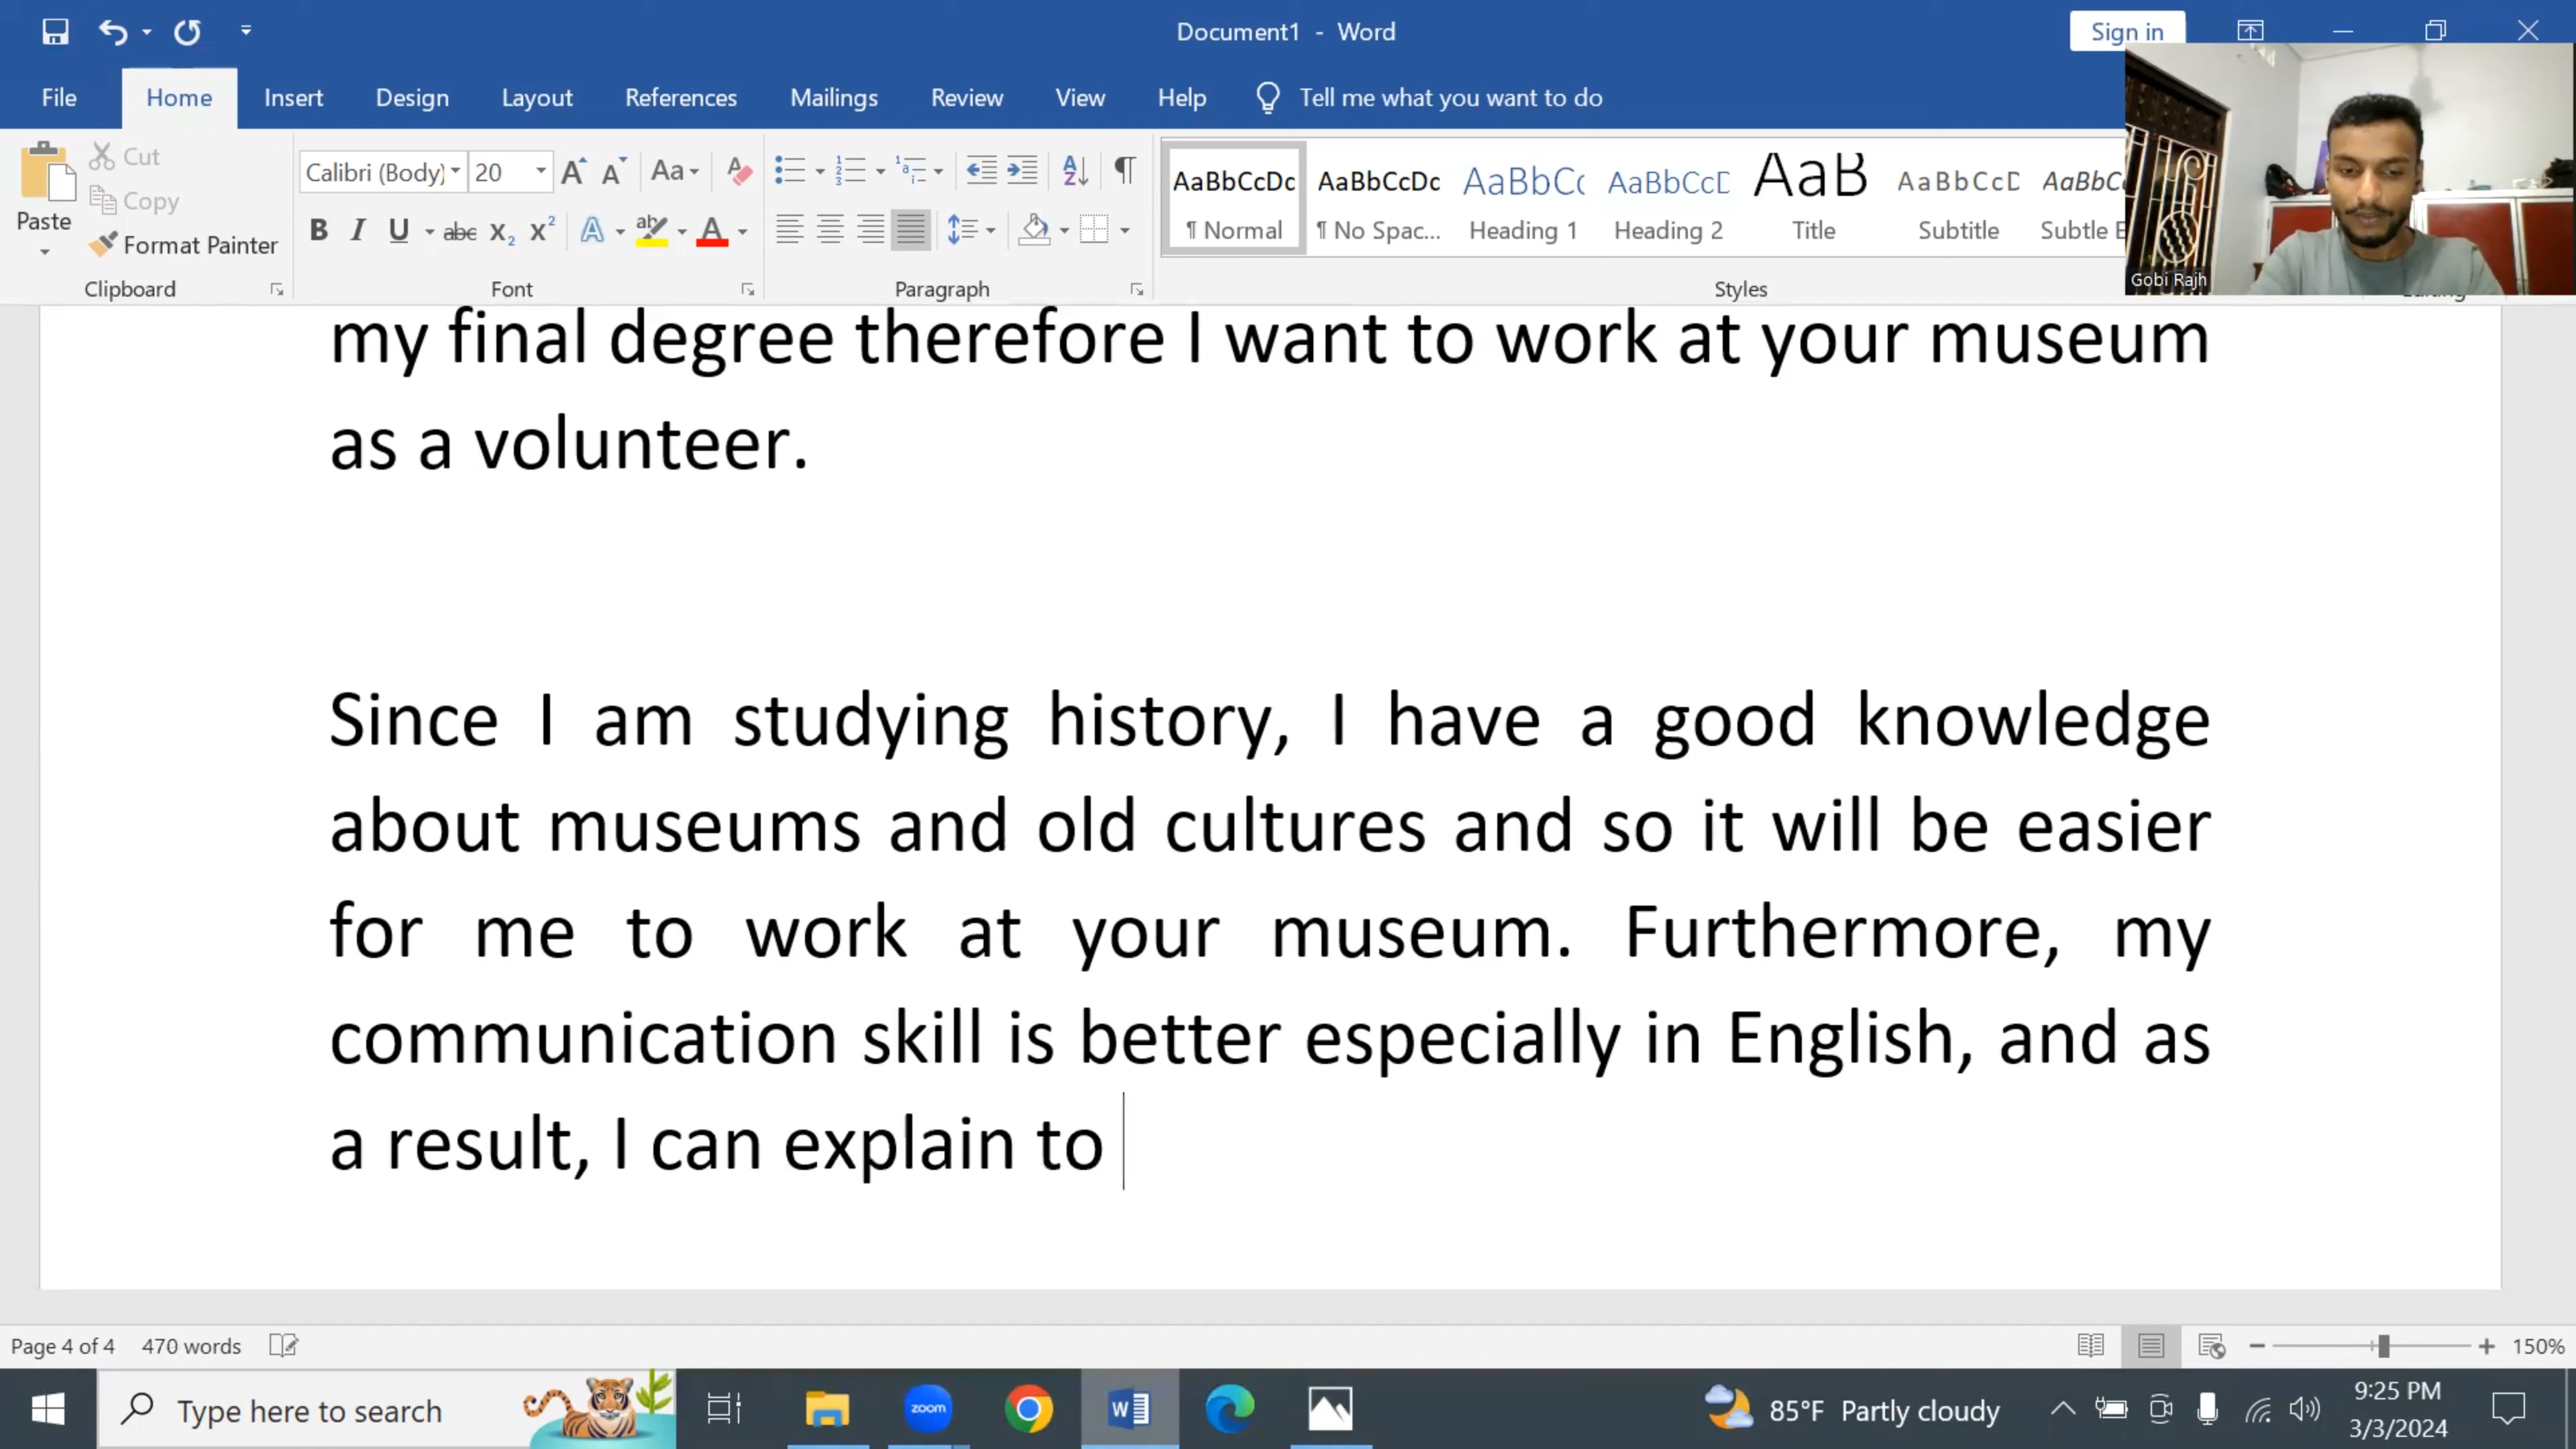 Document1 - Word
Sign in
File Home Insert Design Layout References Mailings Review View Help Tell me what you want to do
Paste
Cut
Copy
Format Painter
Clipboard
Calibri (Body) 20
Font
Paragraph
AaBbCcDc AaBbCcDc AaBbCc AaBbCcD AaB AaBbCcD AaBbC
¶ Normal ¶ No Spac... Heading 1 Heading 2 Title Subtitle Subtle E
Styles
Gobi Rajh
my final degree therefore I want to work at your museum
as a volunteer.
Since I am studying history, I have a good knowledge
about museums and old cultures and so it will be easier
for me to work at your museum. Furthermore, my
communication skill is better especially in English, and as
a result, I can explain to
Page 4 of 4 470 words
150%
Type here to search
zoom
85°F Partly cloudy
9:25 PM
3/3/2024